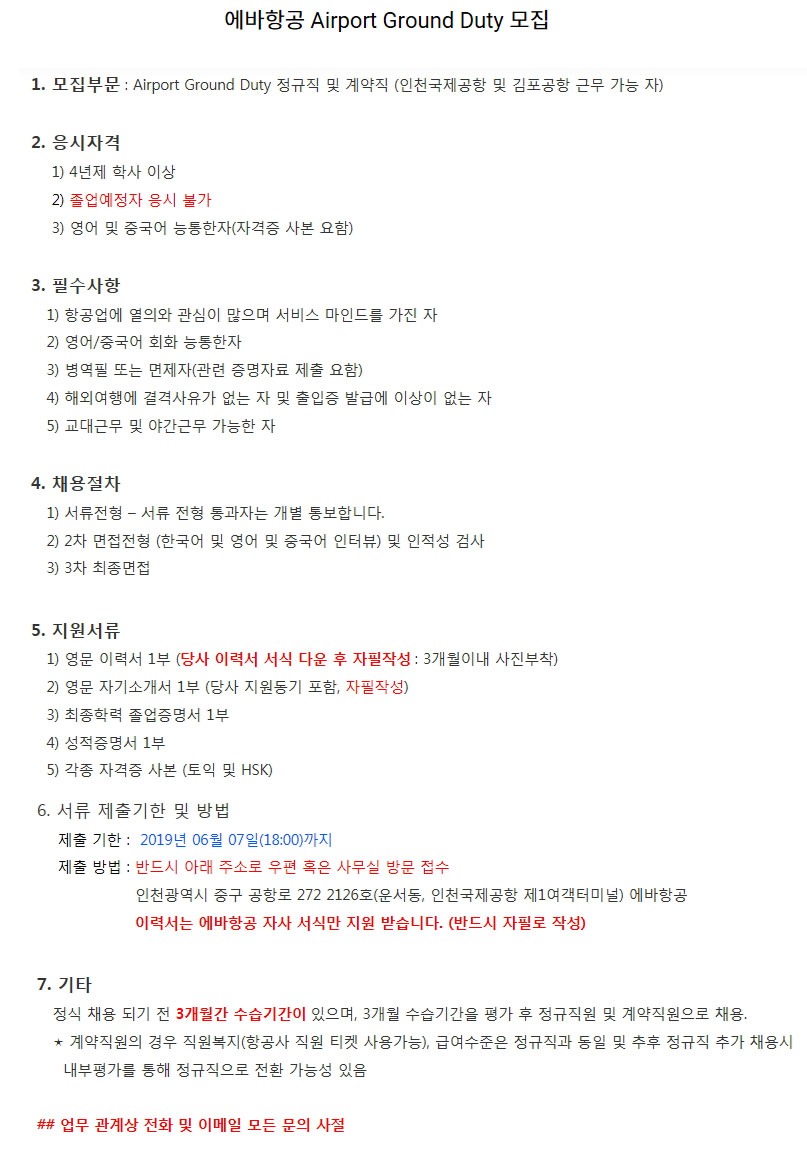 에바항공 Airport Ground Duty 모집
1. 모집부문 : Airport Ground Duty 정규직 및 계약직 (인천국제공항 및 김포공항 근무 가능 자)
2. 응시자격
1) 4년제 학사 이상
2) 졸업예정자 응시 불가
3) 영어 및 중국어 능통한자(자격증 사본 요함)
3. 필수사항
1) 항공업에 열의와 관심이 많으며 서비스 마인드를 가진 자
2) 영어/중국어 회화 능통한자
3) 병역필 또는 면제자(관련 증명자료 제출 요함)
4) 해외여행에 결격사유가 없는 자 및 출입증 발급에 이상이 없는 자
5) 교대근무 및 야간근무 가능한 자
4. 채용절차
1) 서류전형 – 서류 전형 통과자는 개별 통보합니다.
2) 2차 면접전형 (한국어 및 영어 및 중국어 인터뷰) 및 인적성 검사
3) 3차 최종면접
5. 지원서류
1) 영문 이력서 1부 (당사 이력서 서식 다운 후 자필작성 : 3개월이내 사진부착)
2) 영문 자기소개서 1부 (당사 지원동기 포함, 자필작성)
3) 최종학력 졸업증명서 1부
4) 성적증명서 1부
5) 각종 자격증 사본 (토익 및 HSK)
6. 서류 제출기한 및 방법
제출 기한 : 2019년 06월 07일(18:00)까지
제출 방법 : 반드시 아래 주소로 우편 혹은 사무실 방문 접수
인천광역시 중구 공항로 272 2126호(운서동, 인천국제공항 제1여객터미널) 에바항공
이력서는 에바항공 자사 서식만 지원 받습니다. (반드시 자필로 작성)
7. 기타
정식 채용 되기 전 3개월간 수습기간이 있으며, 3개월 수습기간을 평가 후 정규직원 및 계약직원으로 채용.
★ 계약직원의 경우 직원복지(항공사 직원 티켓 사용가능), 급여수준은 정규직과 동일 및 추후 정규직 추가 채용시
내부평가를 통해 정규직으로 전환 가능성 있음
## 업무 관계상 전화 및 이메일 모든 문의 사절